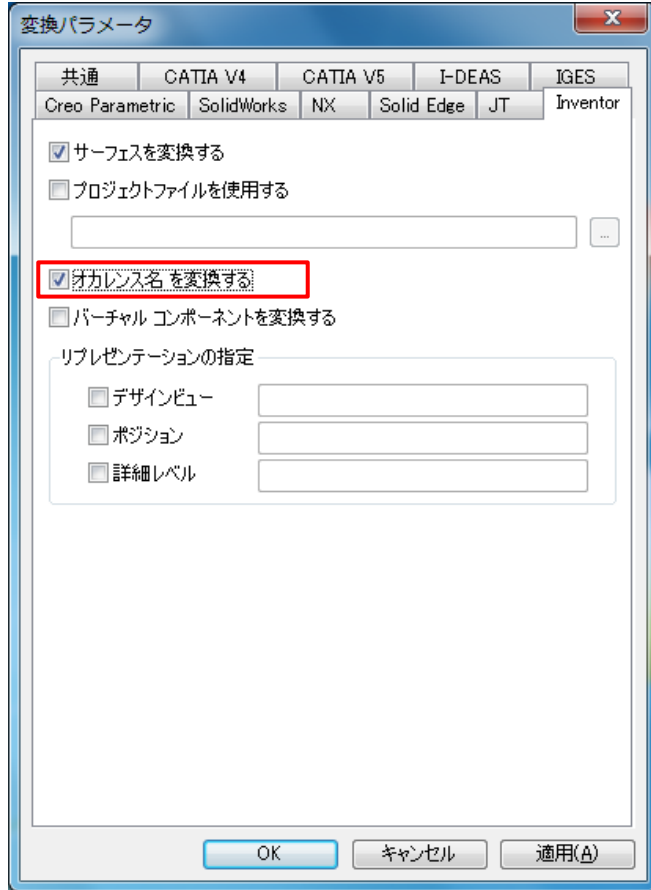 変換パラメータ
共通 CATIA V4 CATIA V5 I-DEAS IGES
Creo Parametric SolidWorks NX Solid Edge JT Inventor
サーフェスを変換する
プロジェクトファイルを使用する
...
オカレンス名 を変換する
バーチャル コンポーネントを変換する
リプレゼンテーションの指定
デザインビュー
ポジション
詳細レベル
OK キャンセル 適用(A)